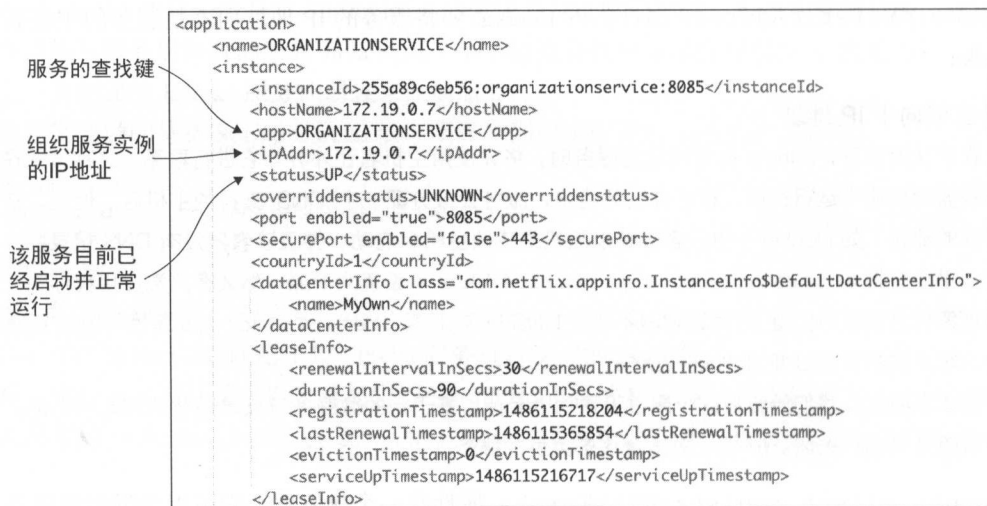 <application>
<name>ORGANIZATIONSERVICE</name>
<instance>
<instanceId>255a89c6eb56:organizationservice:8085</instanceId>
<hostName>172.19.0.7</hostName>
<app>ORGANIZATIONSERVICE</app>
<ipAddr>172.19.0.7</ipAddr>
<status>UP</status>
<overriddenstatus>UNKNOWN</overriddenstatus>
<port enabled="true">8085</port>
<securePort enabled="false">443</securePort>
<countryId>1</countryId>
<dataCenterInfo class="com.netflix.appinfo.InstanceInfo$DefaultDataCenterInfo">
<name>MyOwn</name>
</dataCenterInfo>
<leaseInfo>
<renewalIntervalInSecs>30</renewalIntervalInSecs>
<durationInSecs>90</durationInSecs>
<registrationTimestamp>1486115218204</registrationTimestamp>
<lastRenewalTimestamp>1486115365854</lastRenewalTimestamp>
<evictionTimestamp>0</evictionTimestamp>
<serviceUpTimestamp>1486115216717</serviceUpTimestamp>
</leaseInfo>
服务的查找键
组织服务实例
的IP地址
该服务目前已
经启动并正常
运行